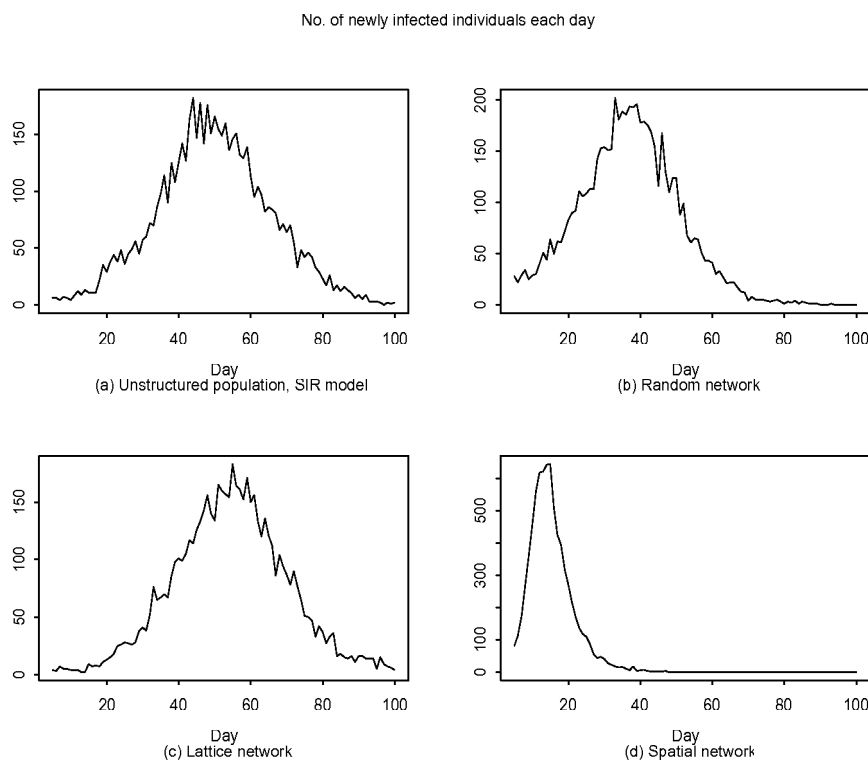 No. of newly infected individuals each day
150
100
50
0
20 40 60 80 100
Day
(a) Unstructured population, SIR model
200
150
100
50
0
20 40 60 80 100
Day
(b) Random network
150
100
50
0
20 40 60 80 100
Day
(c) Lattice network
500
300
100
0
20 40 60 80 100
Day
(d) Spatial network